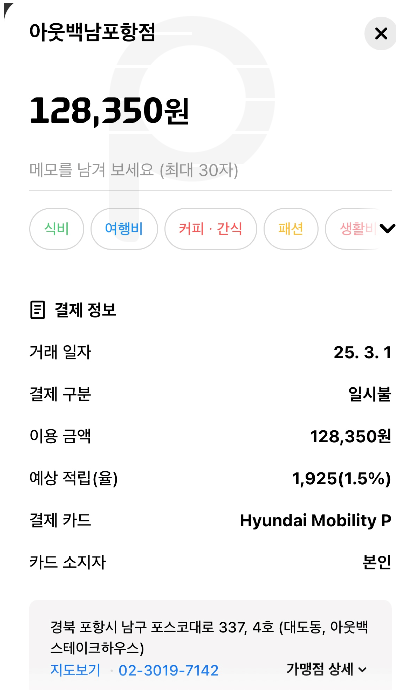 아웃백남포항점
128,350원
메모를 남겨 보세요 (최대 30자)
식비 여행비 커피 · 간식 패션 생활비
결제 정보
거래 일자 25. 3. 1
결제 구분 일시불
이용 금액 128,350원
예상 적립(율) 1,925(1.5%)
결제 카드 Hyundai Mobility P
카드 소지자 본인
경북 포항시 남구 포스코대로 337, 4호 (대도동, 아웃백
스테이크하우스)
지도보기 · 02-3019-7142 가맹점 상세